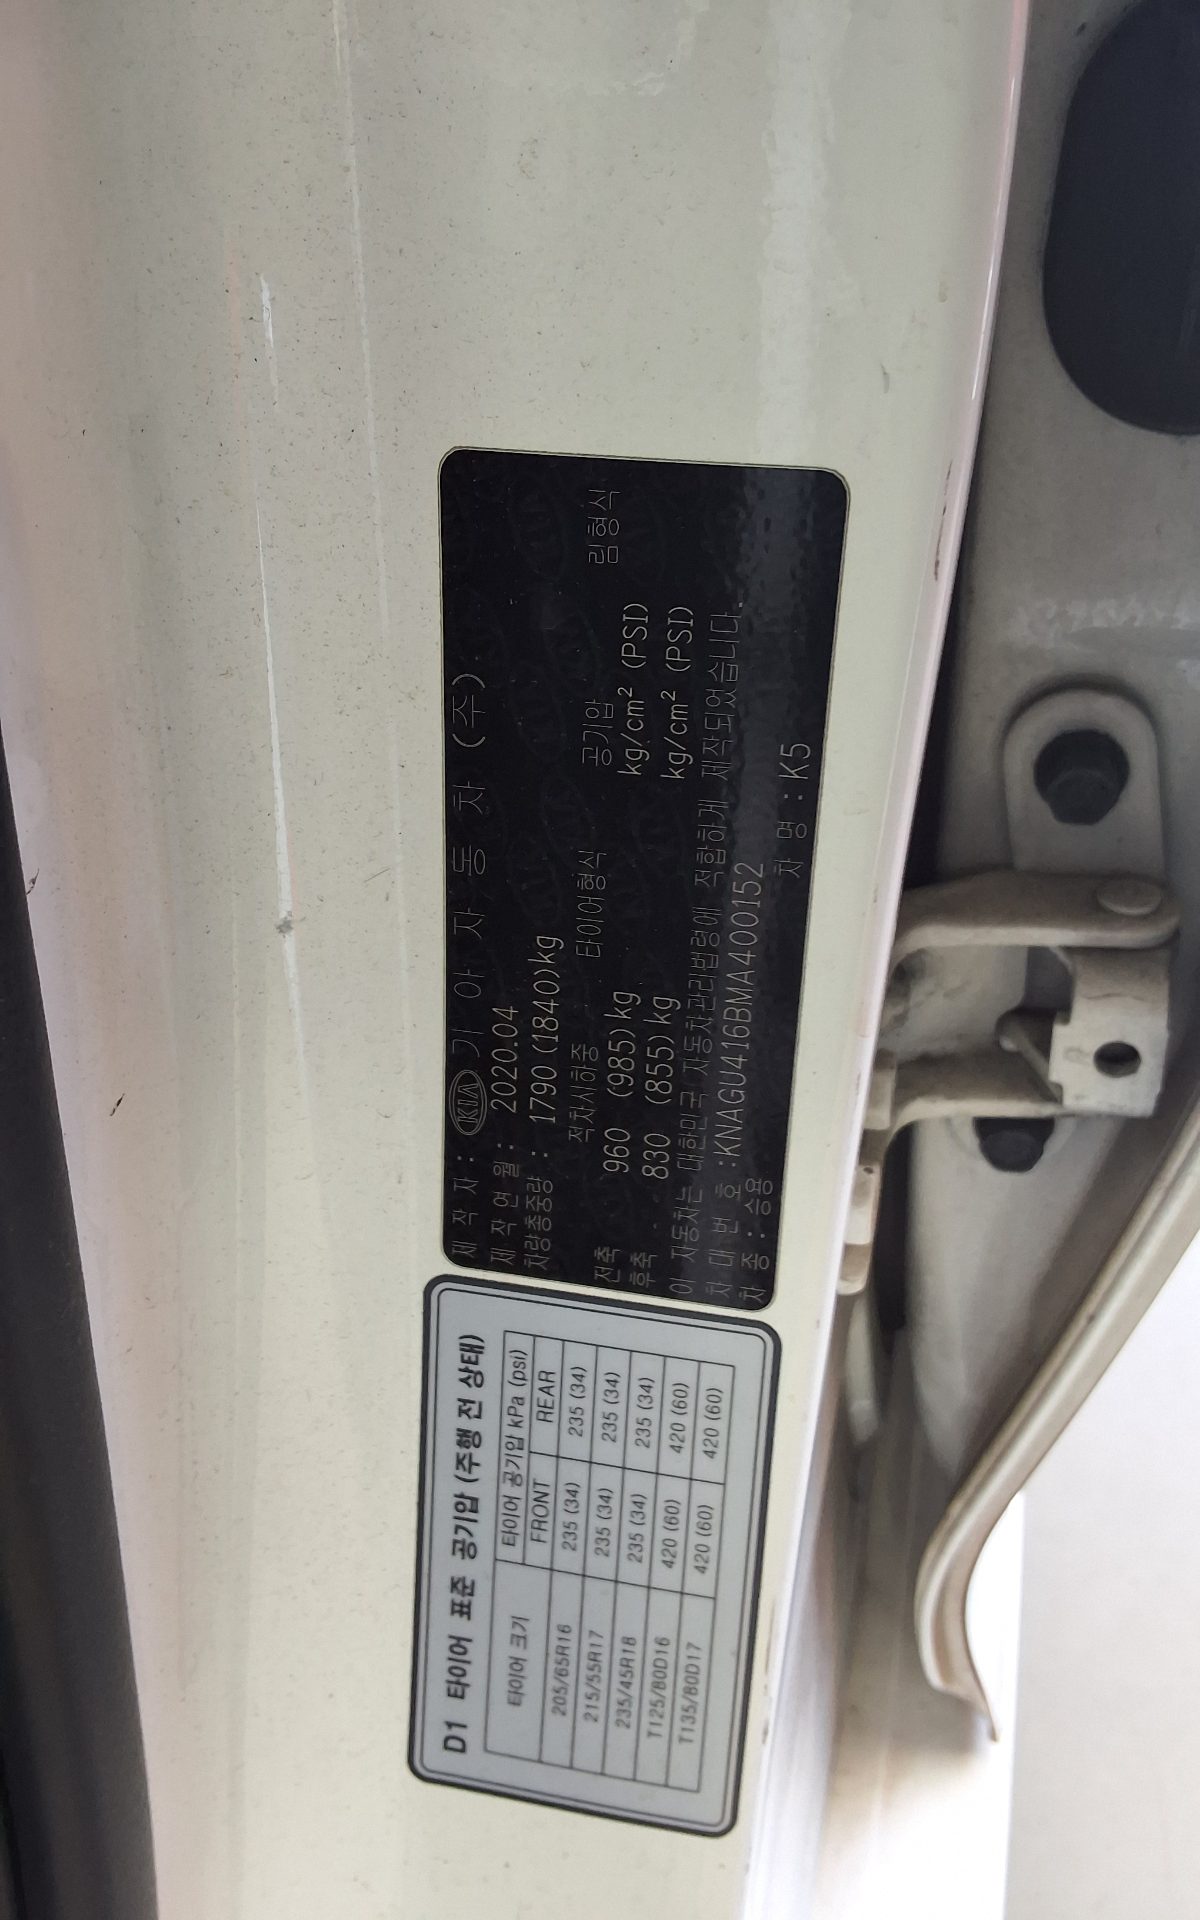 제작자: KIA 기아자동차(주)
제작연월: 2020.04
차량총중량: 1790(1840)kg
적차시하중 타이어형식 공기압 림형식
전축 960 (985)kg kg/cm² (PSI)
후축 830 (855)kg kg/cm² (PSI)
이 자동차는 대한민국 자동차관리법령에 적합하게 제작되었습니다.
차대번호:KNAGU416BMA400152
차종: 승용 차명:K5
D1 타이어 표준 공기압 (주행 전 상태)
타이어 크기 타이어 공기압 kPa (psi)
FRONT REAR
205/65R16 235 (34) 235 (34)
215/55R17 235 (34) 235 (34)
235/45R18 235 (34) 235 (34)
T125/80D16 420 (60) 420 (60)
T135/80D17 420 (60) 420 (60)